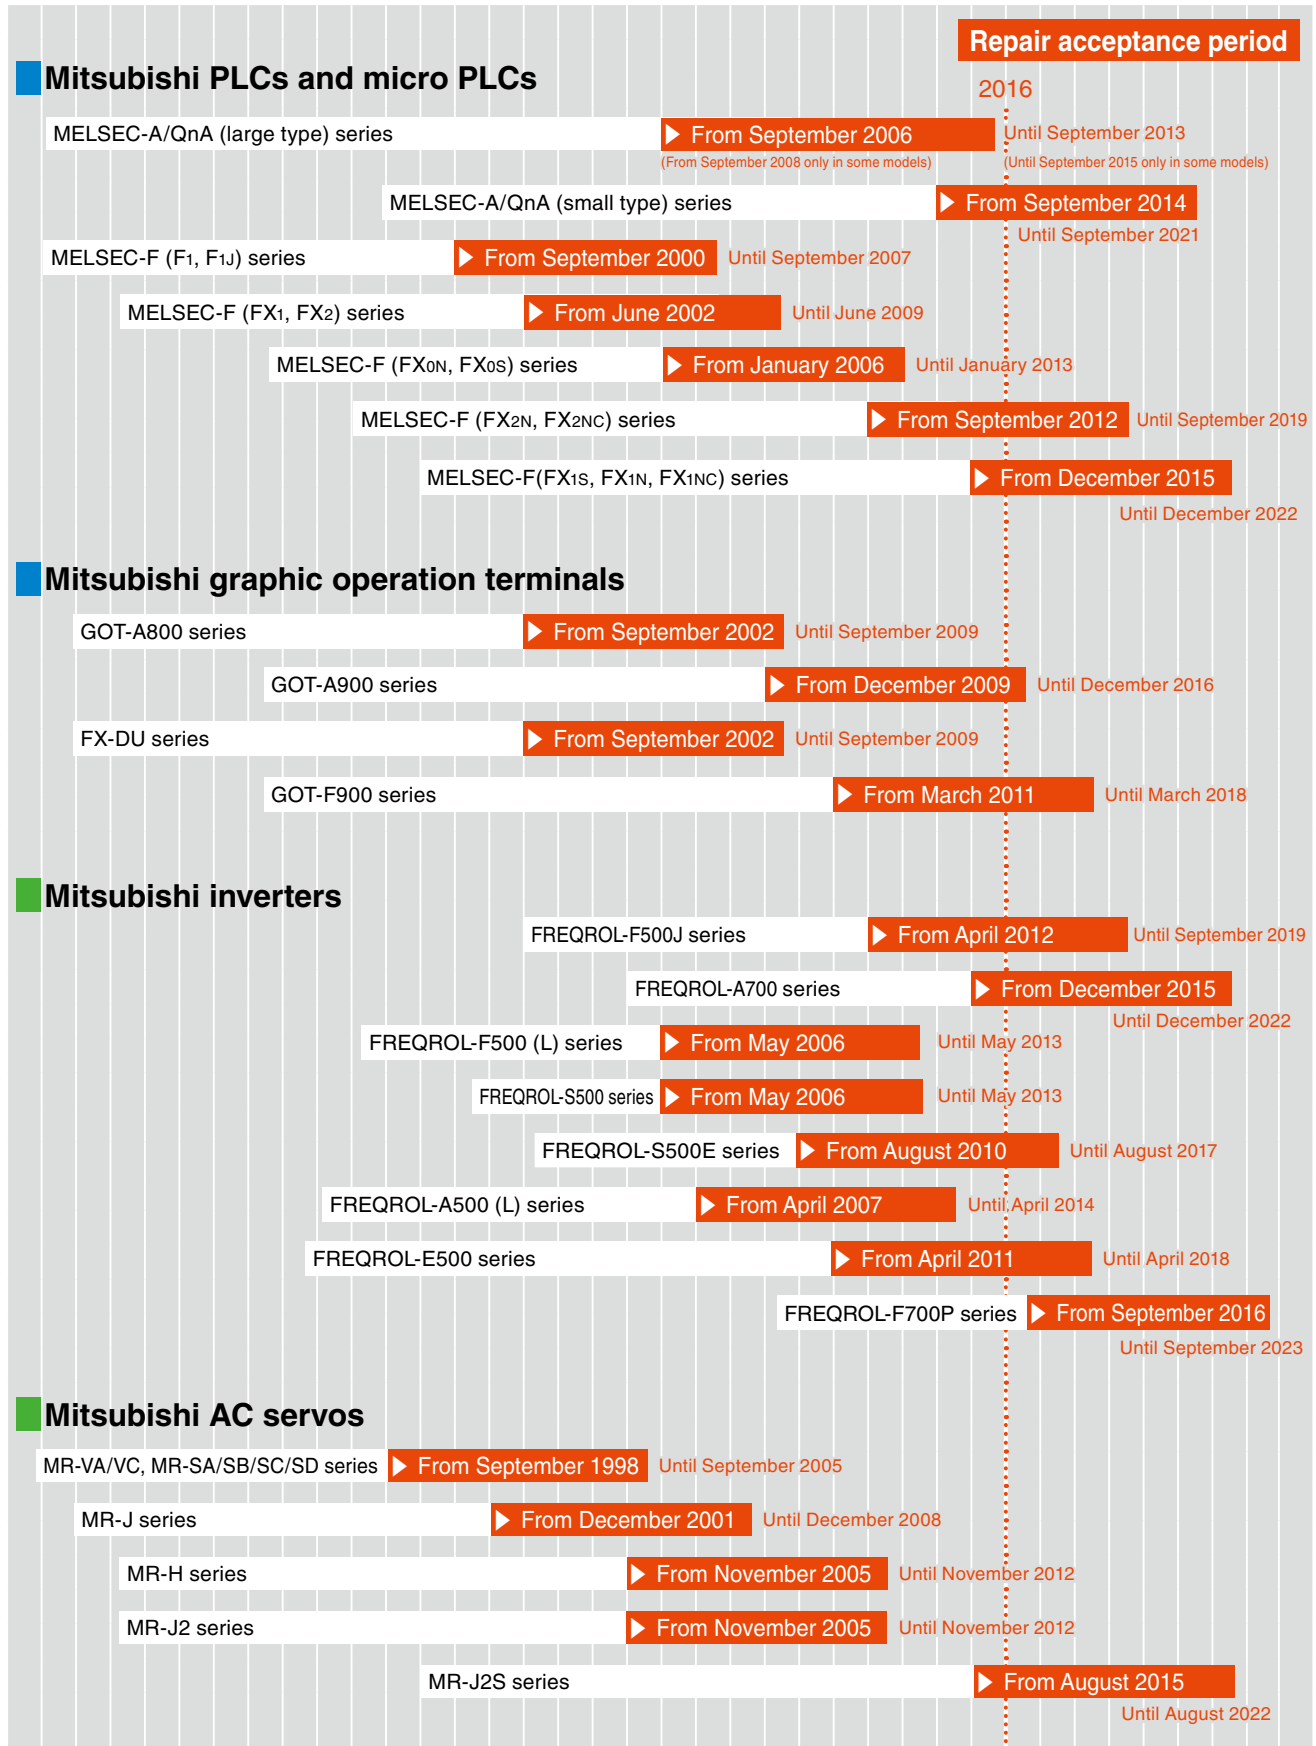 Repair acceptance period
2016
Mitsubishi PLCs and micro PLCs
MELSEC-A/QnA (large type) series From September 2006 Until September 2013
(From September 2008 only in some models) (Until September 2015 only in some models)
MELSEC-A/QnA (small type) series From September 2014
Until September 2021
MELSEC-F (F1, F1J) series From September 2000 Until September 2007
MELSEC-F (FX1, FX2) series From June 2002 Until June 2009
MELSEC-F (FX0N, FX0S) series From January 2006 Until January 2013
MELSEC-F (FX2N, FX2NC) series From September 2012 Until September 2019
MELSEC-F(FX1S, FX1N, FX1NC) series From December 2015
Until December 2022
Mitsubishi graphic operation terminals
GOT-A800 series From September 2002 Until September 2009
GOT-A900 series From December 2009 Until December 2016
FX-DU series From September 2002 Until September 2009
GOT-F900 series From March 2011 Until March 2018
Mitsubishi inverters
FREQROL-F500J series From April 2012 Until September 2019
FREQROL-A700 series From December 2015
Until December 2022
FREQROL-F500 (L) series From May 2006 Until May 2013
FREQROL-S500 series From May 2006 Until May 2013
FREQROL-S500E series From August 2010 Until August 2017
FREQROL-A500 (L) series From April 2007 Until April 2014
FREQROL-E500 series From April 2011 Until April 2018
FREQROL-F700P series From September 2016
Until September 2023
Mitsubishi AC servos
MR-VA/VC, MR-SA/SB/SC/SD series From September 1998 Until September 2005
MR-J series From December 2001 Until December 2008
MR-H series From November 2005 Until November 2012
MR-J2 series From November 2005 Until November 2012
MR-J2S series From August 2015
Until August 2022